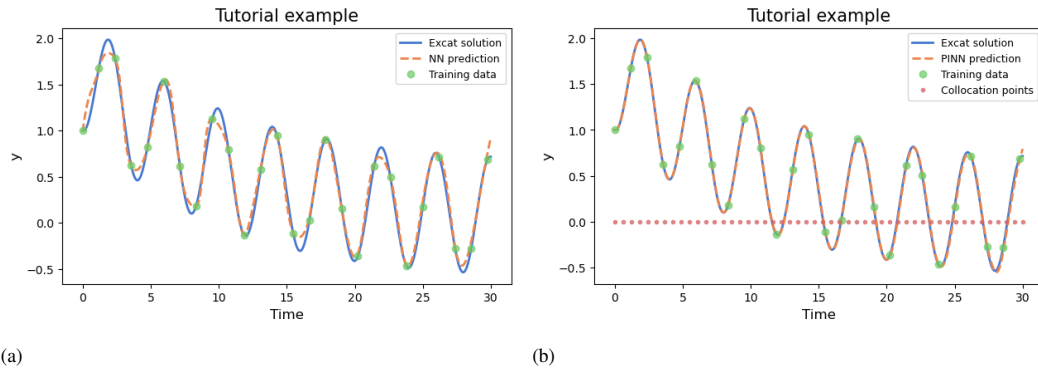 Tutorial example
2.0
1.5
1.0
0.5
0.0
−0.5
y
Excat solution
NN prediction
Training data
0
5
10
15
20
25
30
Time
(a)
Tutorial example
2.0
1.5
1.0
0.5
0.0
−0.5
y
Excat solution
PINN prediction
Training data
Collocation points
0
5
10
15
20
25
30
Time
(b)